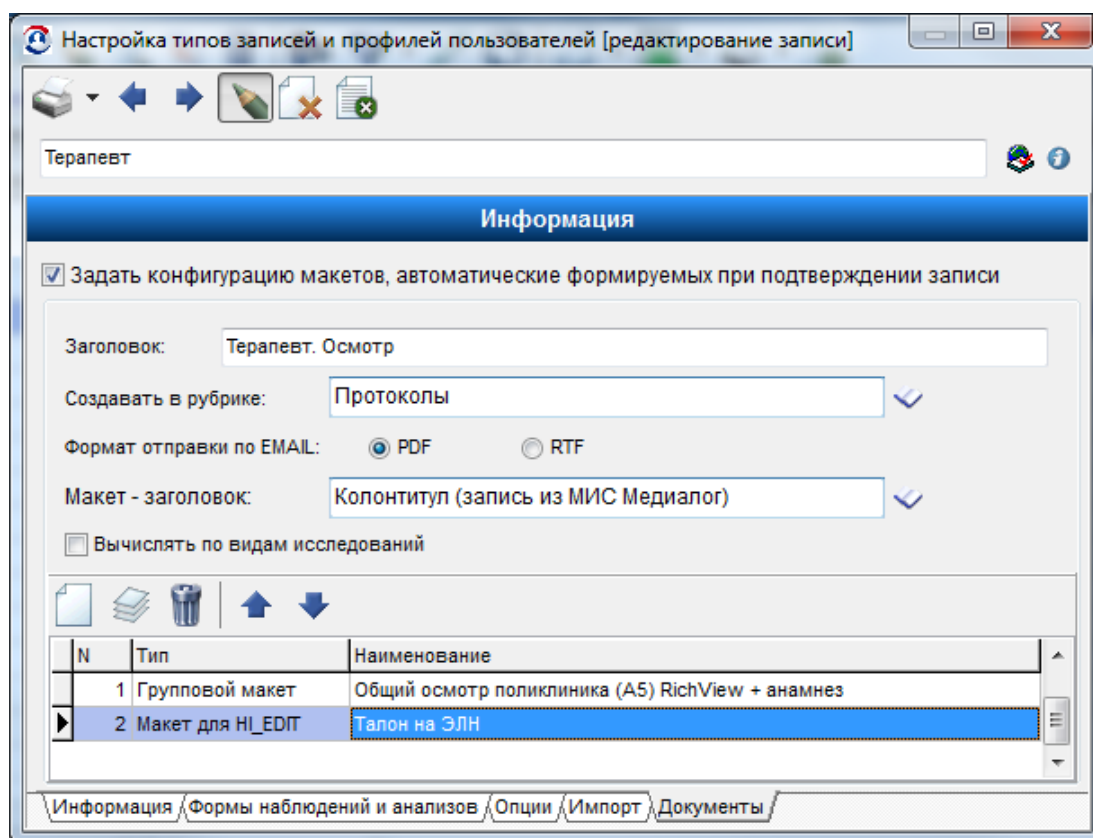 Настройка типов записей и профилей пользователей [редактирование записи]
Терапевт
Информация
Задать конфигурацию макетов, автоматические формируемых при подтверждении записи
Заголовок: Терапевт. Осмотр
Создавать в рубрике: Протоколы
Формат отправки по EMAIL: PDF RTF
Макет - заголовок: Колонтитул (запись из МИС Медиалог)
Вычислять по видам исследований
N Тип Наименование
1 Групповой макет Общий осмотр поликлиника (А5) RichView + анамнез
2 Макет для HI_EDIT Талон на ЭЛН
Информация Формы наблюдений и анализов Опции Импорт Документы